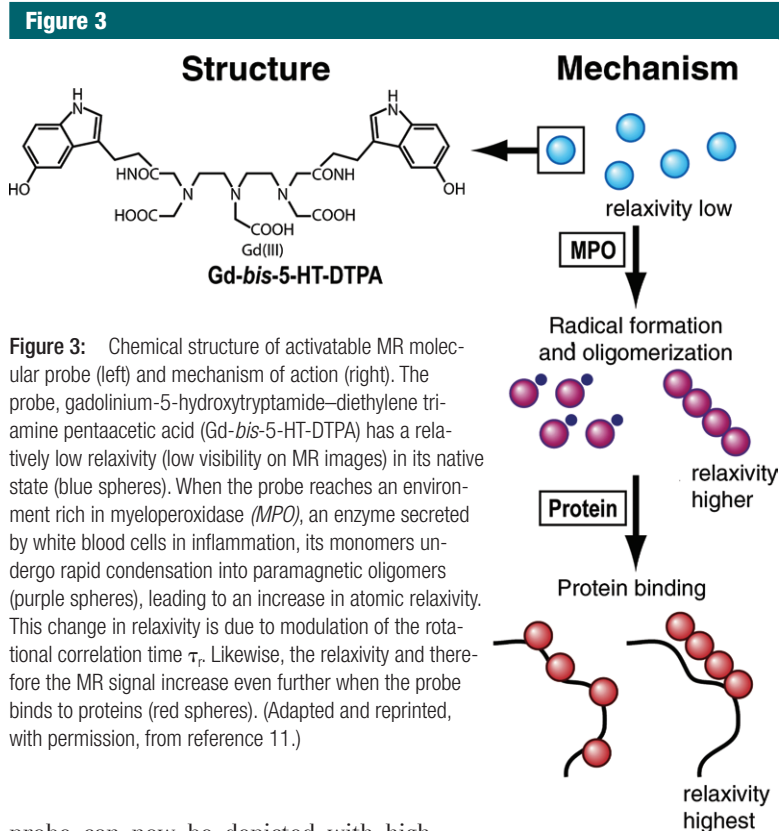 Figure 3
Structure
H
N
HO
HNOC
N
N
N
CONH
H
N
OH
HOOC
COOH
COOH
Gd(III)
Gd-bis-5-HT-DTPA
Mechanism
relaxivity low
MPO
Radical formation
and oligomerization
relaxivity
higher
Protein
Protein binding
relaxivity
highest
Figure 3: Chemical structure of activatable MR molec-
ular probe (left) and mechanism of action (right). The
probe, gadolinium-5-hydroxytryptamide–diethylene tri-
amine pentaacetic acid (Gd-bis-5-HT-DTPA) has a rela-
tively low relaxivity (low visibility on MR images) in its native
state (blue spheres). When the probe reaches an environ-
ment rich in myeloperoxidase (MPO), an enzyme secreted
by white blood cells in inflammation, its monomers un-
dergo rapid condensation into paramagnetic oligomers
(purple spheres), leading to an increase in atomic relaxivity.
This change in relaxivity is due to modulation of the rota-
tional correlation time τr. Likewise, the relaxivity and there-
fore the MR signal increase even further when the probe
binds to proteins (red spheres). (Adapted and reprinted,
with permission, from reference 11.)
probe can now be depicted with high